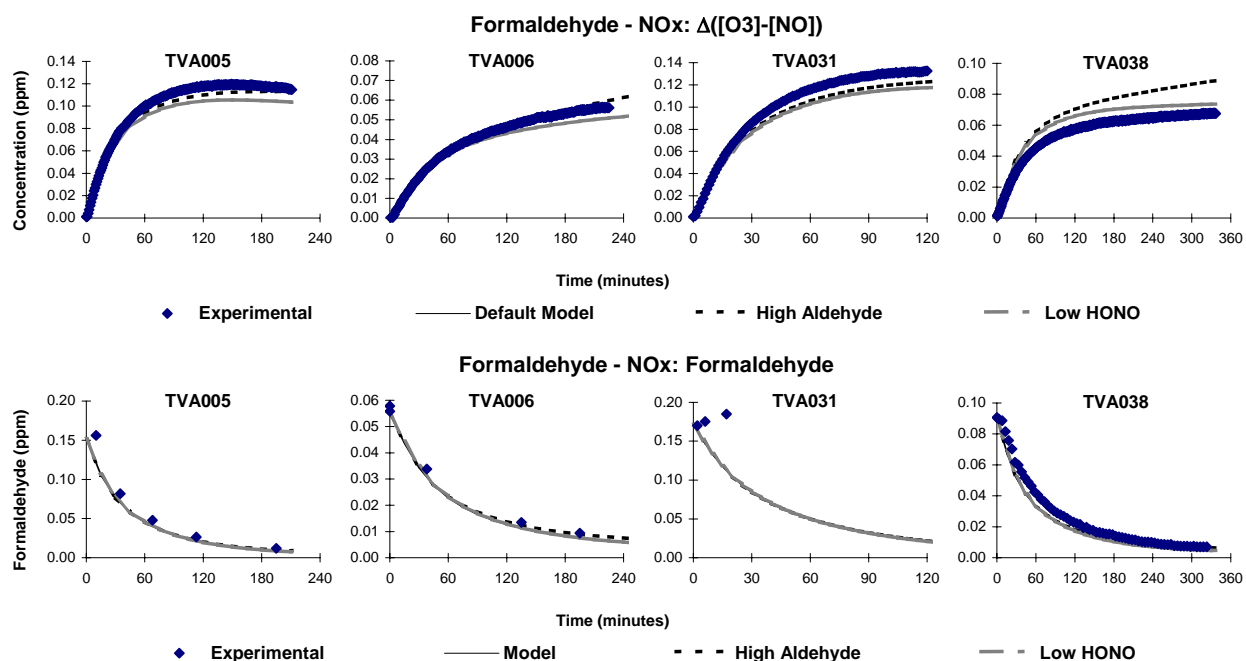 Formaldehyde - NOx: Δ([O3]-[NO])
TVA005 TVA006 TVA031 TVA038
Concentration (ppm)
0.14 0.12 0.10 0.08 0.06 0.04 0.02 0.00
0 60 120 180 240
0.08 0.07 0.06 0.05 0.04 0.03 0.02 0.01 0.00
0 60 120 180 240
0.14 0.12 0.10 0.08 0.06 0.04 0.02 0.00
0 30 60 90 120
0.10 0.08 0.06 0.04 0.02 0.00
0 60 120 180 240 300 360
Time (minutes)
Experimental Default Model High Aldehyde Low HONO
Formaldehyde - NOx: Formaldehyde
TVA005 TVA006 TVA031 TVA038
Formaldehyde (ppm)
0.20 0.15 0.10 0.05 0.00
0 60 120 180 240
0.06 0.05 0.04 0.03 0.02 0.01 0.00
0 60 120 180 240
0.20 0.15 0.10 0.05 0.00
0 30 60 90 120
0.10 0.08 0.06 0.04 0.02 0.00
0 60 120 180 240 300 360
Time (minutes)
Experimental Model High Aldehyde Low HONO